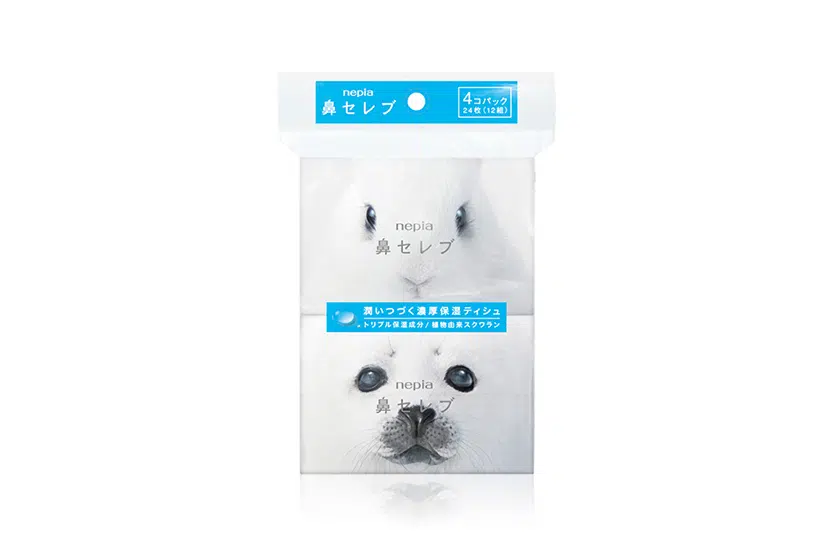 nepia
鼻セレブ
4コパック
24枚(12組)
nepia
鼻セレブ
潤いつづく濃厚保湿ティシュ
トリプル保湿成分/植物由来スクワラン
nepia
鼻セレブ